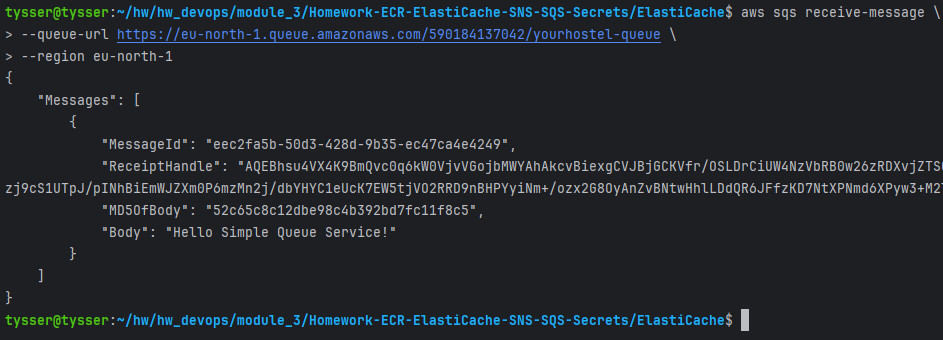 tysser@tysser:~/hw/hw_devops/module_3/Homework-ECR-ElastiCache-SNS-SQS-Secrets/ElastiCache$ aws sqs receive-message \
> --queue-url https://eu-north-1.queue.amazonaws.com/590184137042/yourhostel-queue \
> --region eu-north-1
{
    "Messages": [
        {
            "MessageId": "eec2fa5b-50d3-428d-9b35-ec47ca4e4249",
            "ReceiptHandle": "AQEBhsu4VX4K9BmQvc0q6kW0VjvVGojbMWYAhAkcvBiexgCVJBjGCKVfr/OSLDrCiUW4NzVbRB0w26zRDXvjZTS
zj9cS1UTpJ/pINhBiEmWJZXm0P6mzMn2j/dbYHYC1eUcK7EW5tjVO2RRD9nBHPYyiNm+/ozx2G8OyAnZvBNtwHhlLDdQR6JFfzKD7NtXPNmd6XPyw3+M2
            "MD5OfBody": "52c65c8c12dbe98c4b392bd7fc11f8c5",
            "Body": "Hello Simple Queue Service!"
        }
    ]
}
tysser@tysser:~/hw/hw_devops/module_3/Homework-ECR-ElastiCache-SNS-SQS-Secrets/ElastiCache$